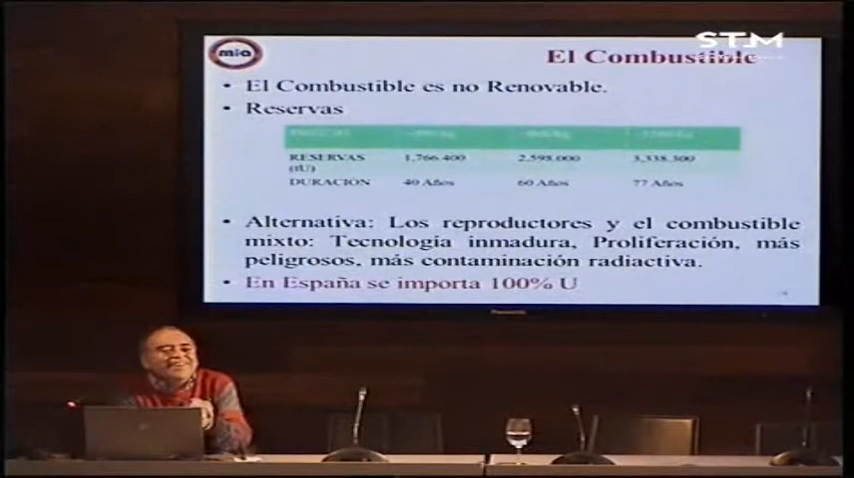 STM
mia
El Combustible
• El Combustible es no Renovable.
• Reservas
RESERVAS 1,766.400 2,598.000 3,338.300
(tU)
DURACIÓN 40 Años 60 Años 77 Años
• Alternativa: Los reproductores y el combustible
mixto: Tecnología inmadura, Proliferación, más
peligrosos, más contaminación radiactiva.
• En España se importa 100% U
Panasonic